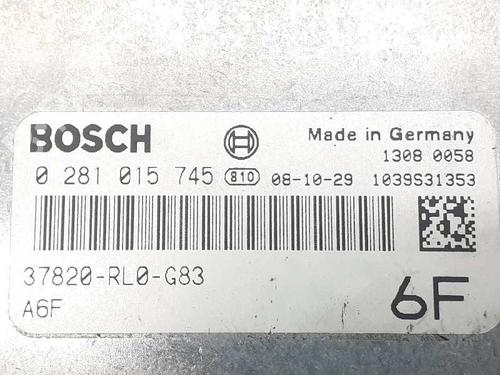 BOSCH
Made in Germany
1308 0058
0 281 015 745 810 08-10-29 1039S31353
37820-RL0-G83
A6F
6F